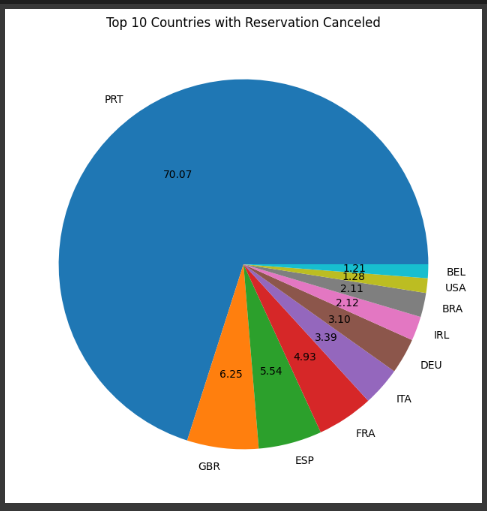 Top 10 Countries with Reservation Canceled
PRT
70.07
GBR
6.25
ESP
5.54
FRA
4.93
ITA
3.39
DEU
3.10
IRL
2.12
BRA
2.11
USA
1.28
BEL
1.21